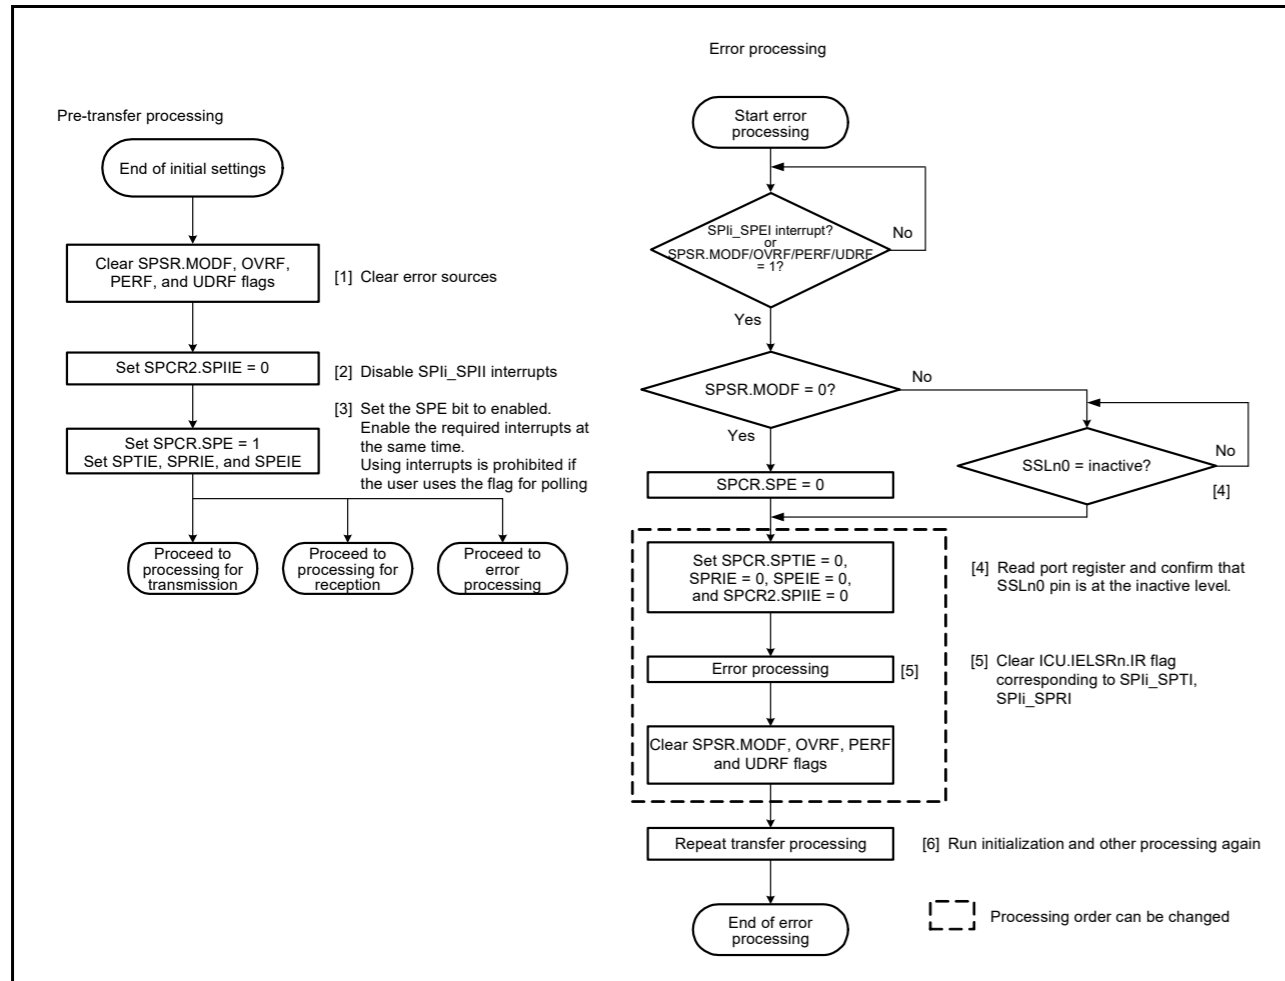 Pre-transfer processing
End of initial settings
Clear SPSR.MODF, OVRF,
PERF, and UDRF flags
[1] Clear error sources
Set SPCR2.SPIIE = 0
[2] Disable SPIi_SPII interrupts
Set SPCR.SPE = 1
Set SPTIE, SPRIE, and SPEIE
[3] Set the SPE bit to enabled.
Enable the required interrupts at
the same time.
Using interrupts is prohibited if
the user uses the flag for polling
Proceed to
processing for
transmission
Proceed to
processing for
reception
Proceed to
error
processing
Error processing
Start error
processing
SPIi_SPEI interrupt?
or
SPSR.MODF/OVRF/PERF/UDRF
= 1?
No
Yes
SPSR.MODF = 0?
No
Yes
SSLn0 = inactive?
No
[4]
SPCR.SPE = 0
Set SPCR.SPTIE = 0,
SPRIE = 0, SPEIE = 0,
and SPCR2.SPIIE = 0
[4] Read port register and confirm that
SSLn0 pin is at the inactive level.
Error processing
[5]
[5] Clear ICU.IELSRn.IR flag
corresponding to SPIi_SPTI,
SPIi_SPRI
Clear SPSR.MODF, OVRF, PERF
and UDRF flags
Repeat transfer processing
[6] Run initialization and other processing again
End of error
processing
Processing order can be changed